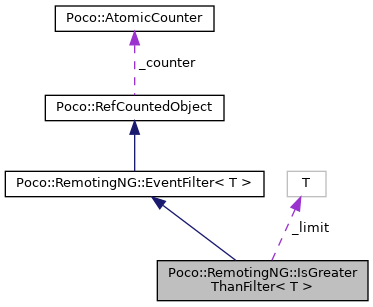 Poco::AtomicCounter
_counter
Poco::RefCountedObject
Poco::RemotingNG::EventFilter< T >
T
_limit
Poco::RemotingNG::IsGreater
ThanFilter< T >